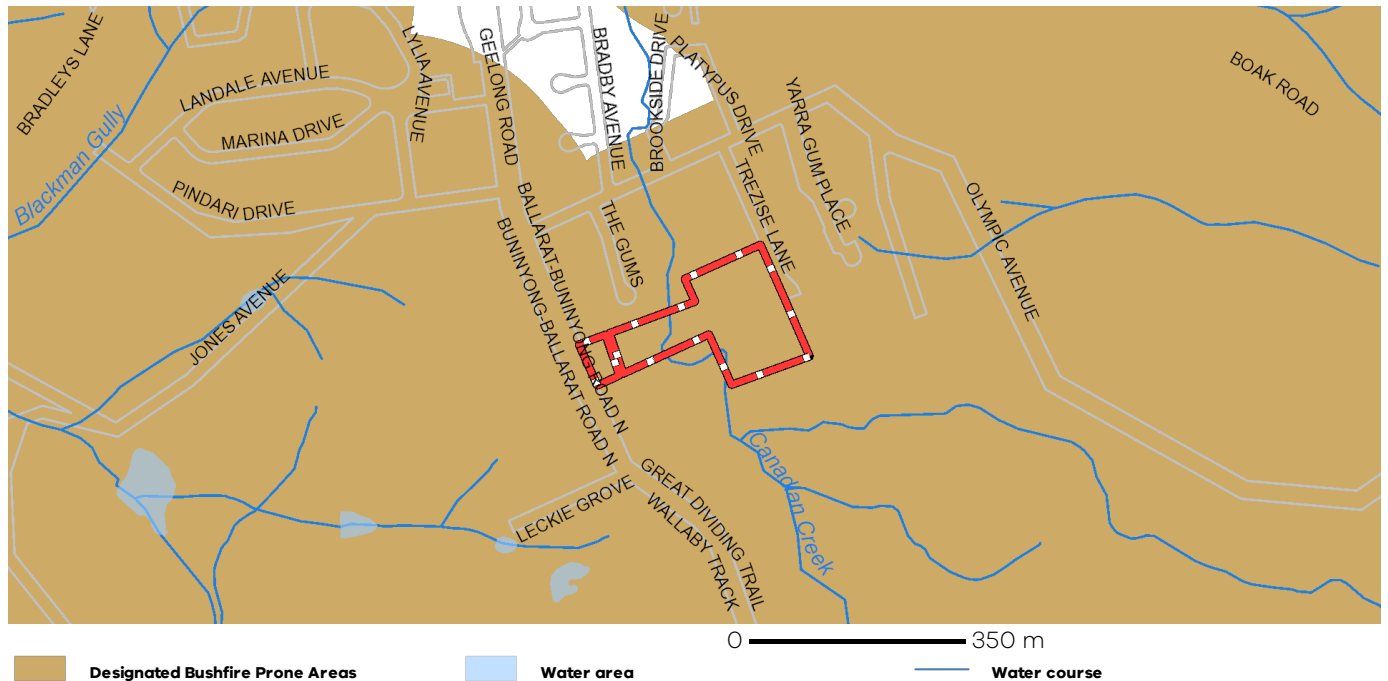 BRADLEYS LANE
LANDALE AVENUE
LYLIA AVENUE
GEELONG ROAD
BRADBY AVENUE
BROOKSIDE DRIVE
PLATYPUS DRIVE
YARRA GUM PLACE
BOAK ROAD
Blackman Gully
MARINA DRIVE
PINDARI DRIVE
BALLARAT-BUNINYONG ROAD N
BUNINYONG-BALLARAT ROAD N
THE GUMS
TREZISE LANE
OLYMPIC AVENUE
JONES AVENUE
Canadian Creek
LECKIE GROVE
GREAT DIVIDING TRAIL
WALLABY TRACK
0 350 m
Designated Bushfire Prone Areas
Water area
Water course